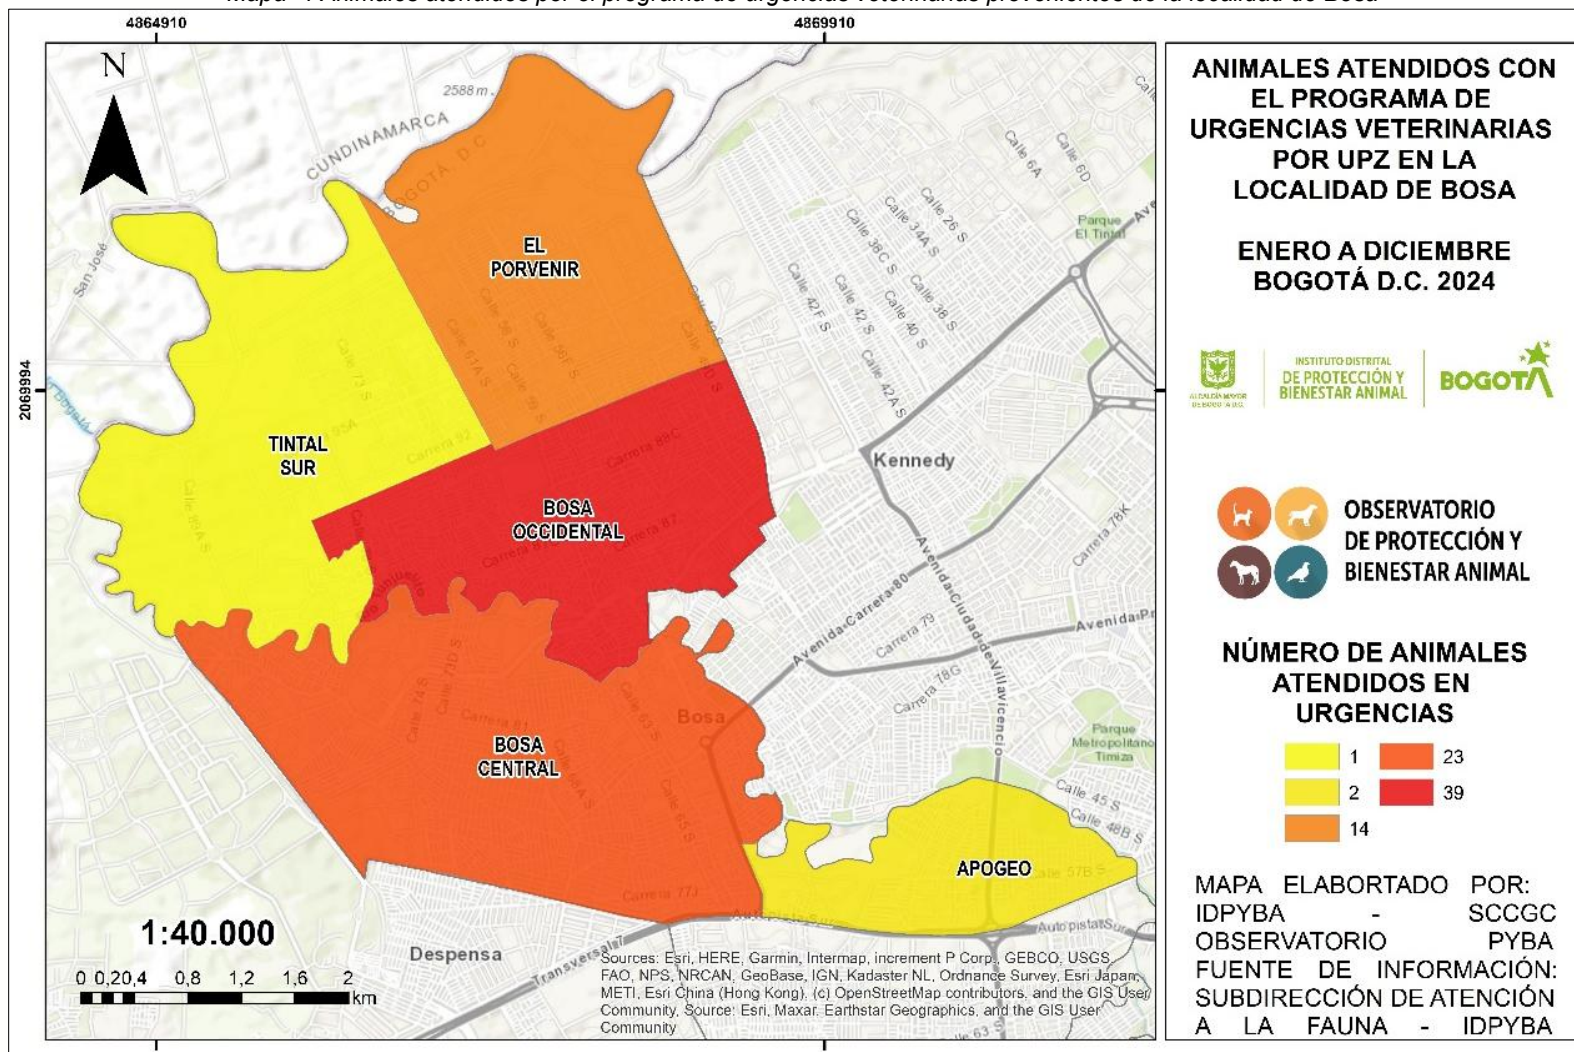 4864910
4869910
2069994
N
2588 m
CUNDINAMARCA
BOGOTÁ, D.C
San José
EL
PORVENIR
Calle 61A S
Calle 56F S
Calle 73 S
TINTAL
SUR
Carrera 92
Carrera 88C
Calle 89A S
BOSA
OCCIDENTAL
Carrera 87
Calle 74 S
Calle 73D S
Carrera 81
Calle 63 S
Bosa
BOSA
CENTRAL
Calle 65 S
Carrera 77J
APOGEO
Calle 57B S
Autopista Sur
Despensa
Transversal 7
Calle 6A
Calle 6D
Parque
El Tintal
Calle 26 S
Calle 34A S
Calle 38C S
Calle 38 S
Calle 40 S
Calle 42 S
Calle 42F S
Calle 42A S
Kennedy
Carrera 78K
Avenida Carrera 80
Avenida Ciudad de Villavicencio
Carrera 79
Carrera 78G
Parque
Metropolitano
Timiza
Calle 45 S
Calle 48B S
1:40.000
0 0,20,4 0,8 1,2 1,6 2
km
Sources: Esri, HERE, Garmin, Intermap, increment P Corp., GEBCO, USGS,
FAO, NPS, NRCAN, GeoBase, IGN, Kadaster NL, Ordnance Survey, Esri Japan,
METI, Esri China (Hong Kong), (c) OpenStreetMap contributors, and the GIS User
Community, Source: Esri, Maxar, Earthstar Geographics, and the GIS User
Community
ANIMALES ATENDIDOS CON
EL PROGRAMA DE
URGENCIAS VETERINARIAS
POR UPZ EN LA
LOCALIDAD DE BOSA
ENERO A DICIEMBRE
BOGOTÁ D.C. 2024
ALCALDÍA MAYOR
DE BOGOTÁ D.C.
INSTITUTO DISTRITAL
DE PROTECCIÓN Y
BIENESTAR ANIMAL
BOGOTÁ
OBSERVATORIO
DE PROTECCIÓN Y
BIENESTAR ANIMAL
NÚMERO DE ANIMALES
ATENDIDOS EN
URGENCIAS
1
2
14
23
39
MAPA ELABORTADO POR:
IDPYBA - SCCGC
OBSERVATORIO PYBA
FUENTE DE INFORMACIÓN:
SUBDIRECCIÓN DE ATENCIÓN
A LA FAUNA - IDPYBA